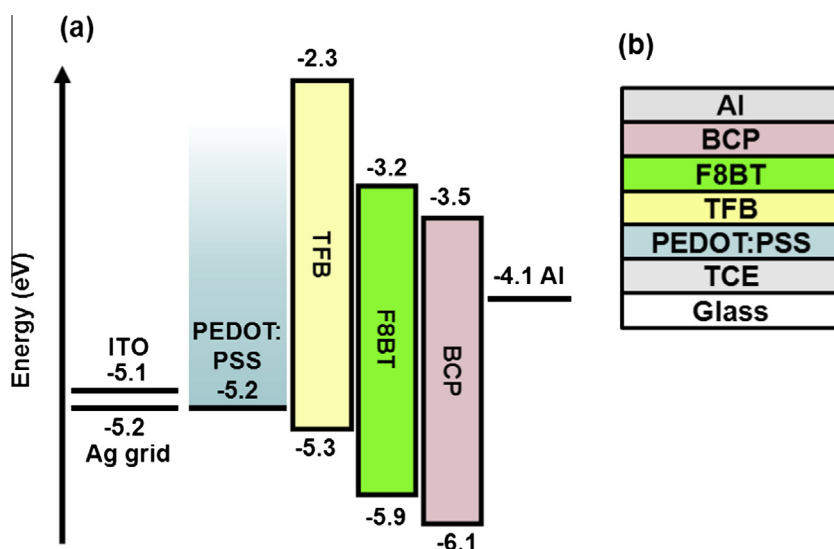 (a)
Energy (eV)
ITO
-5.1
-5.2
Ag grid
PEDOT:
PSS
-5.2
-2.3
TFB
-5.3
-3.2
F8BT
-5.9
-3.5
BCP
-6.1
-4.1 Al
(b)
Al
BCP
F8BT
TFB
PEDOT:PSS
TCE
Glass